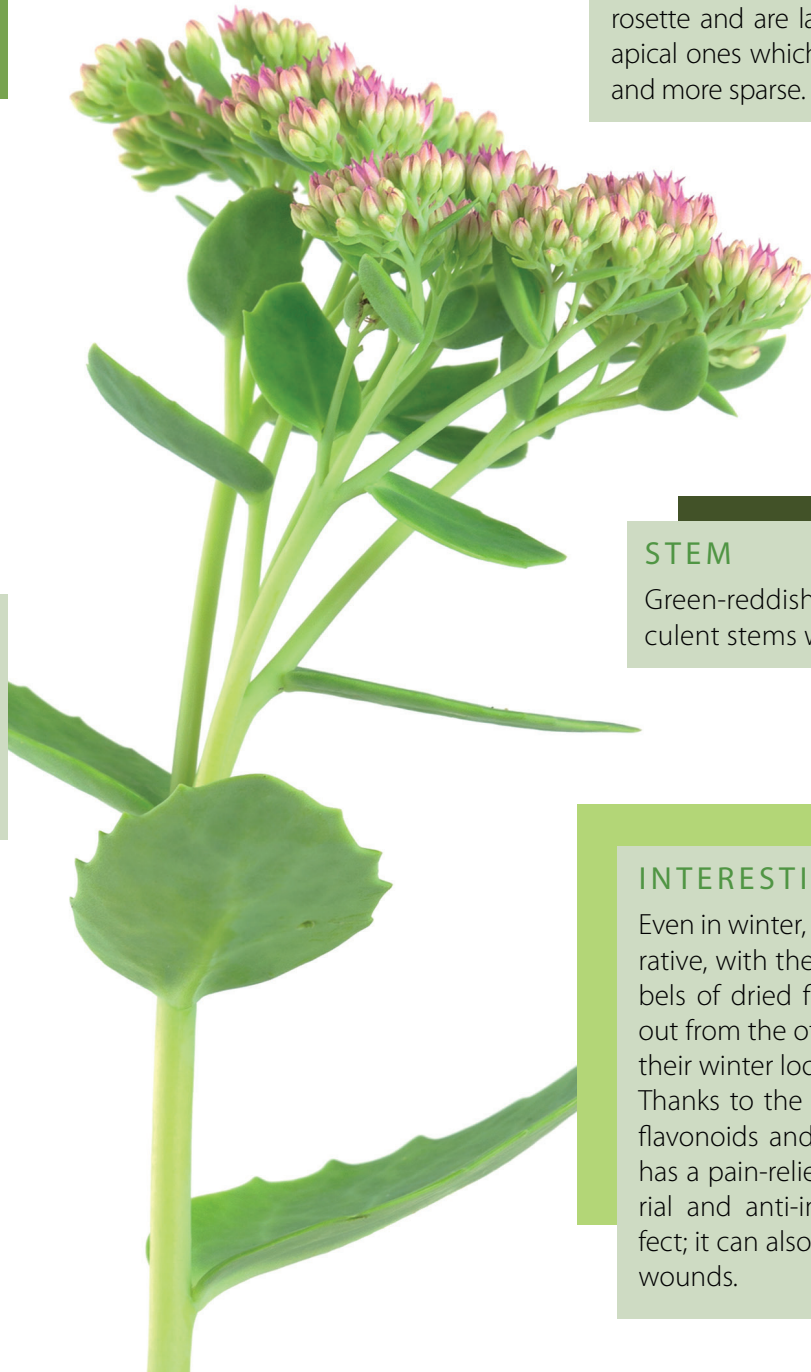 rosette and are la
apical ones which
and more sparse.
STEM
Green-reddish
culent stems w
INTERESTI
Even in winter,
rative, with the
bels of dried f
out from the ot
their winter loo
Thanks to the
flavonoids and
has a pain-relie
rial and anti-in
fect; it can also
wounds.